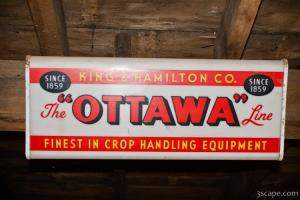 KING & HAMILTON CO.
SINCE 1859
SINCE 1859
The "OTTAWA" Line
FINEST IN CROP HANDLING EQUIPMENT
3scape.com